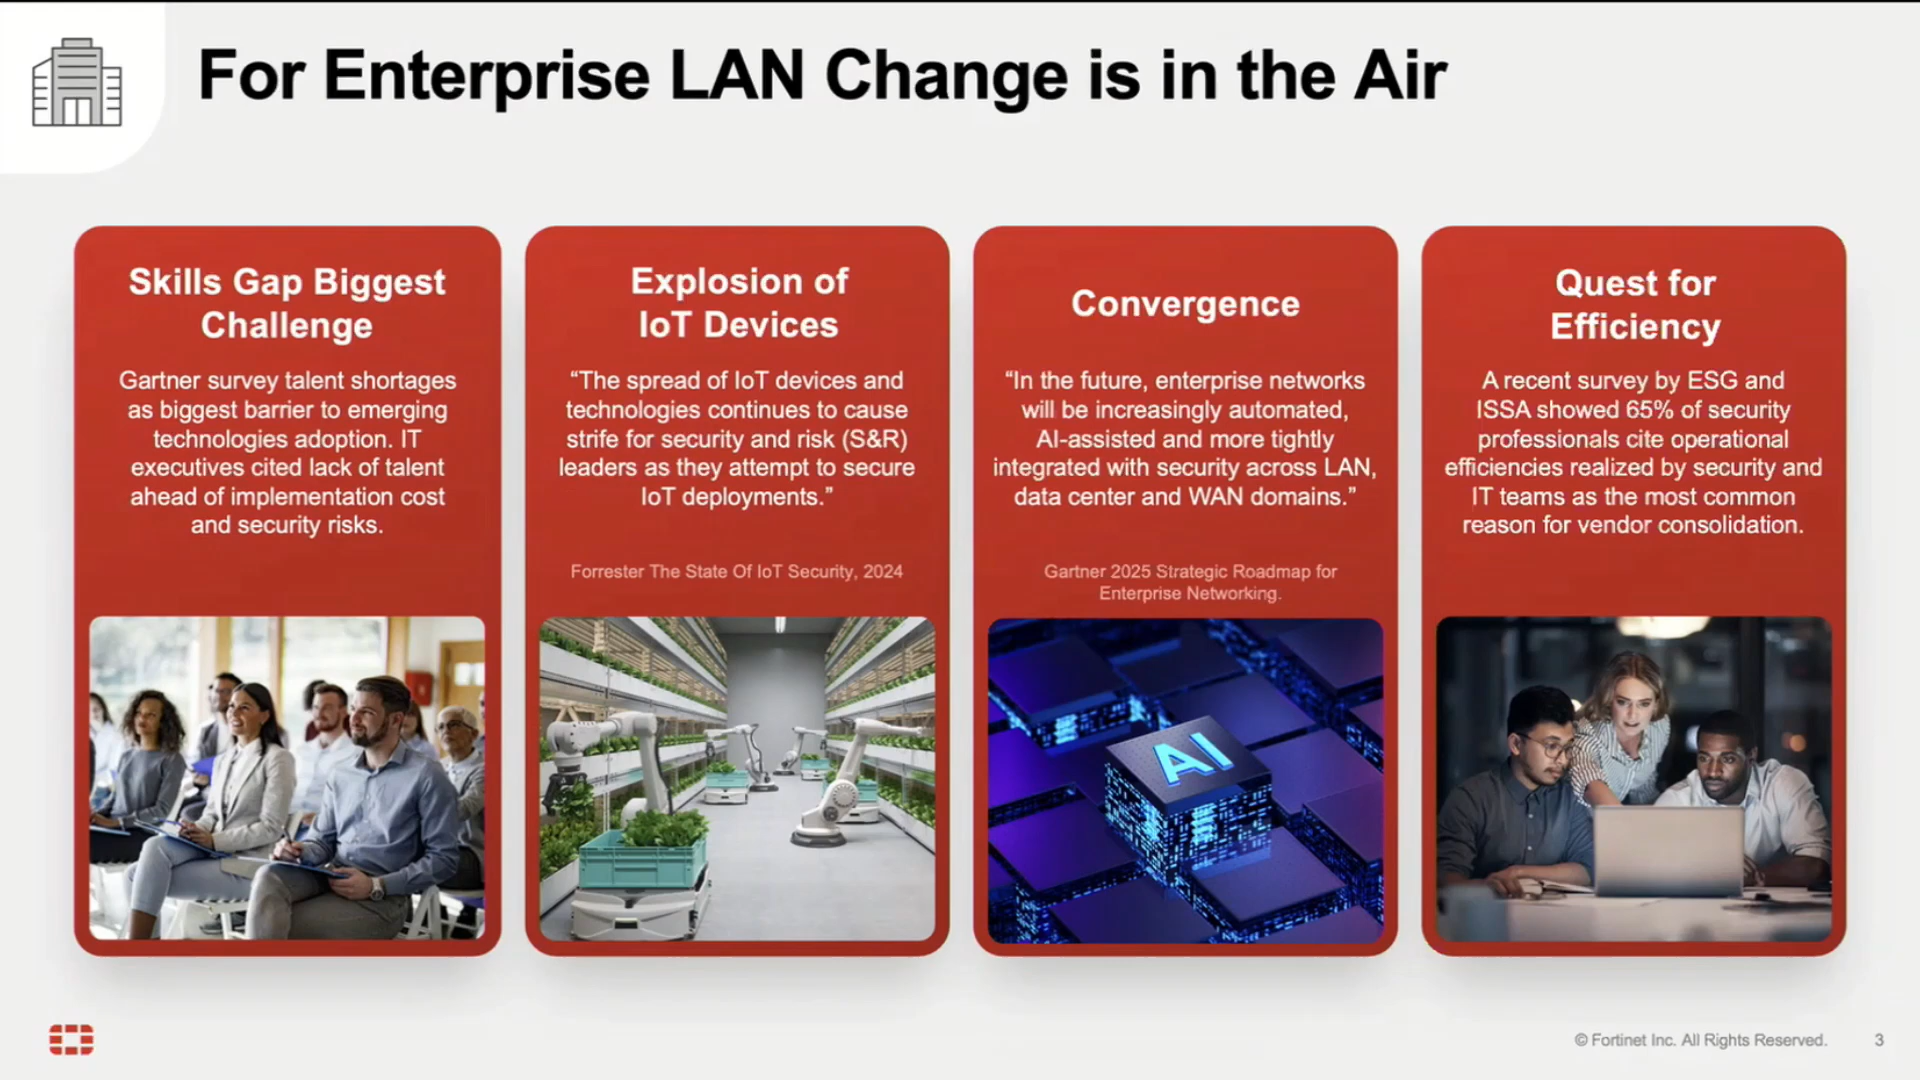 For Enterprise LAN Change is in the Air
Skills Gap Biggest
Challenge
Gartner survey talent shortages
as biggest barrier to emerging
technologies adoption. IT
executives cited lack of talent
ahead of implementation cost
and security risks.
Explosion of
IoT Devices
“The spread of IoT devices and
technologies continues to cause
strife for security and risk (S&R)
leaders as they attempt to secure
IoT deployments.”
Forrester The State Of IoT Security, 2024
Convergence
“In the future, enterprise networks
will be increasingly automated,
AI-assisted and more tightly
integrated with security across LAN,
data center and WAN domains.”
Gartner 2025 Strategic Roadmap for
Enterprise Networking.
AI
Quest for
Efficiency
A recent survey by ESG and
ISSA showed 65% of security
professionals cite operational
efficiencies realized by security and
IT teams as the most common
reason for vendor consolidation.
© Fortinet Inc. All Rights Reserved.
3